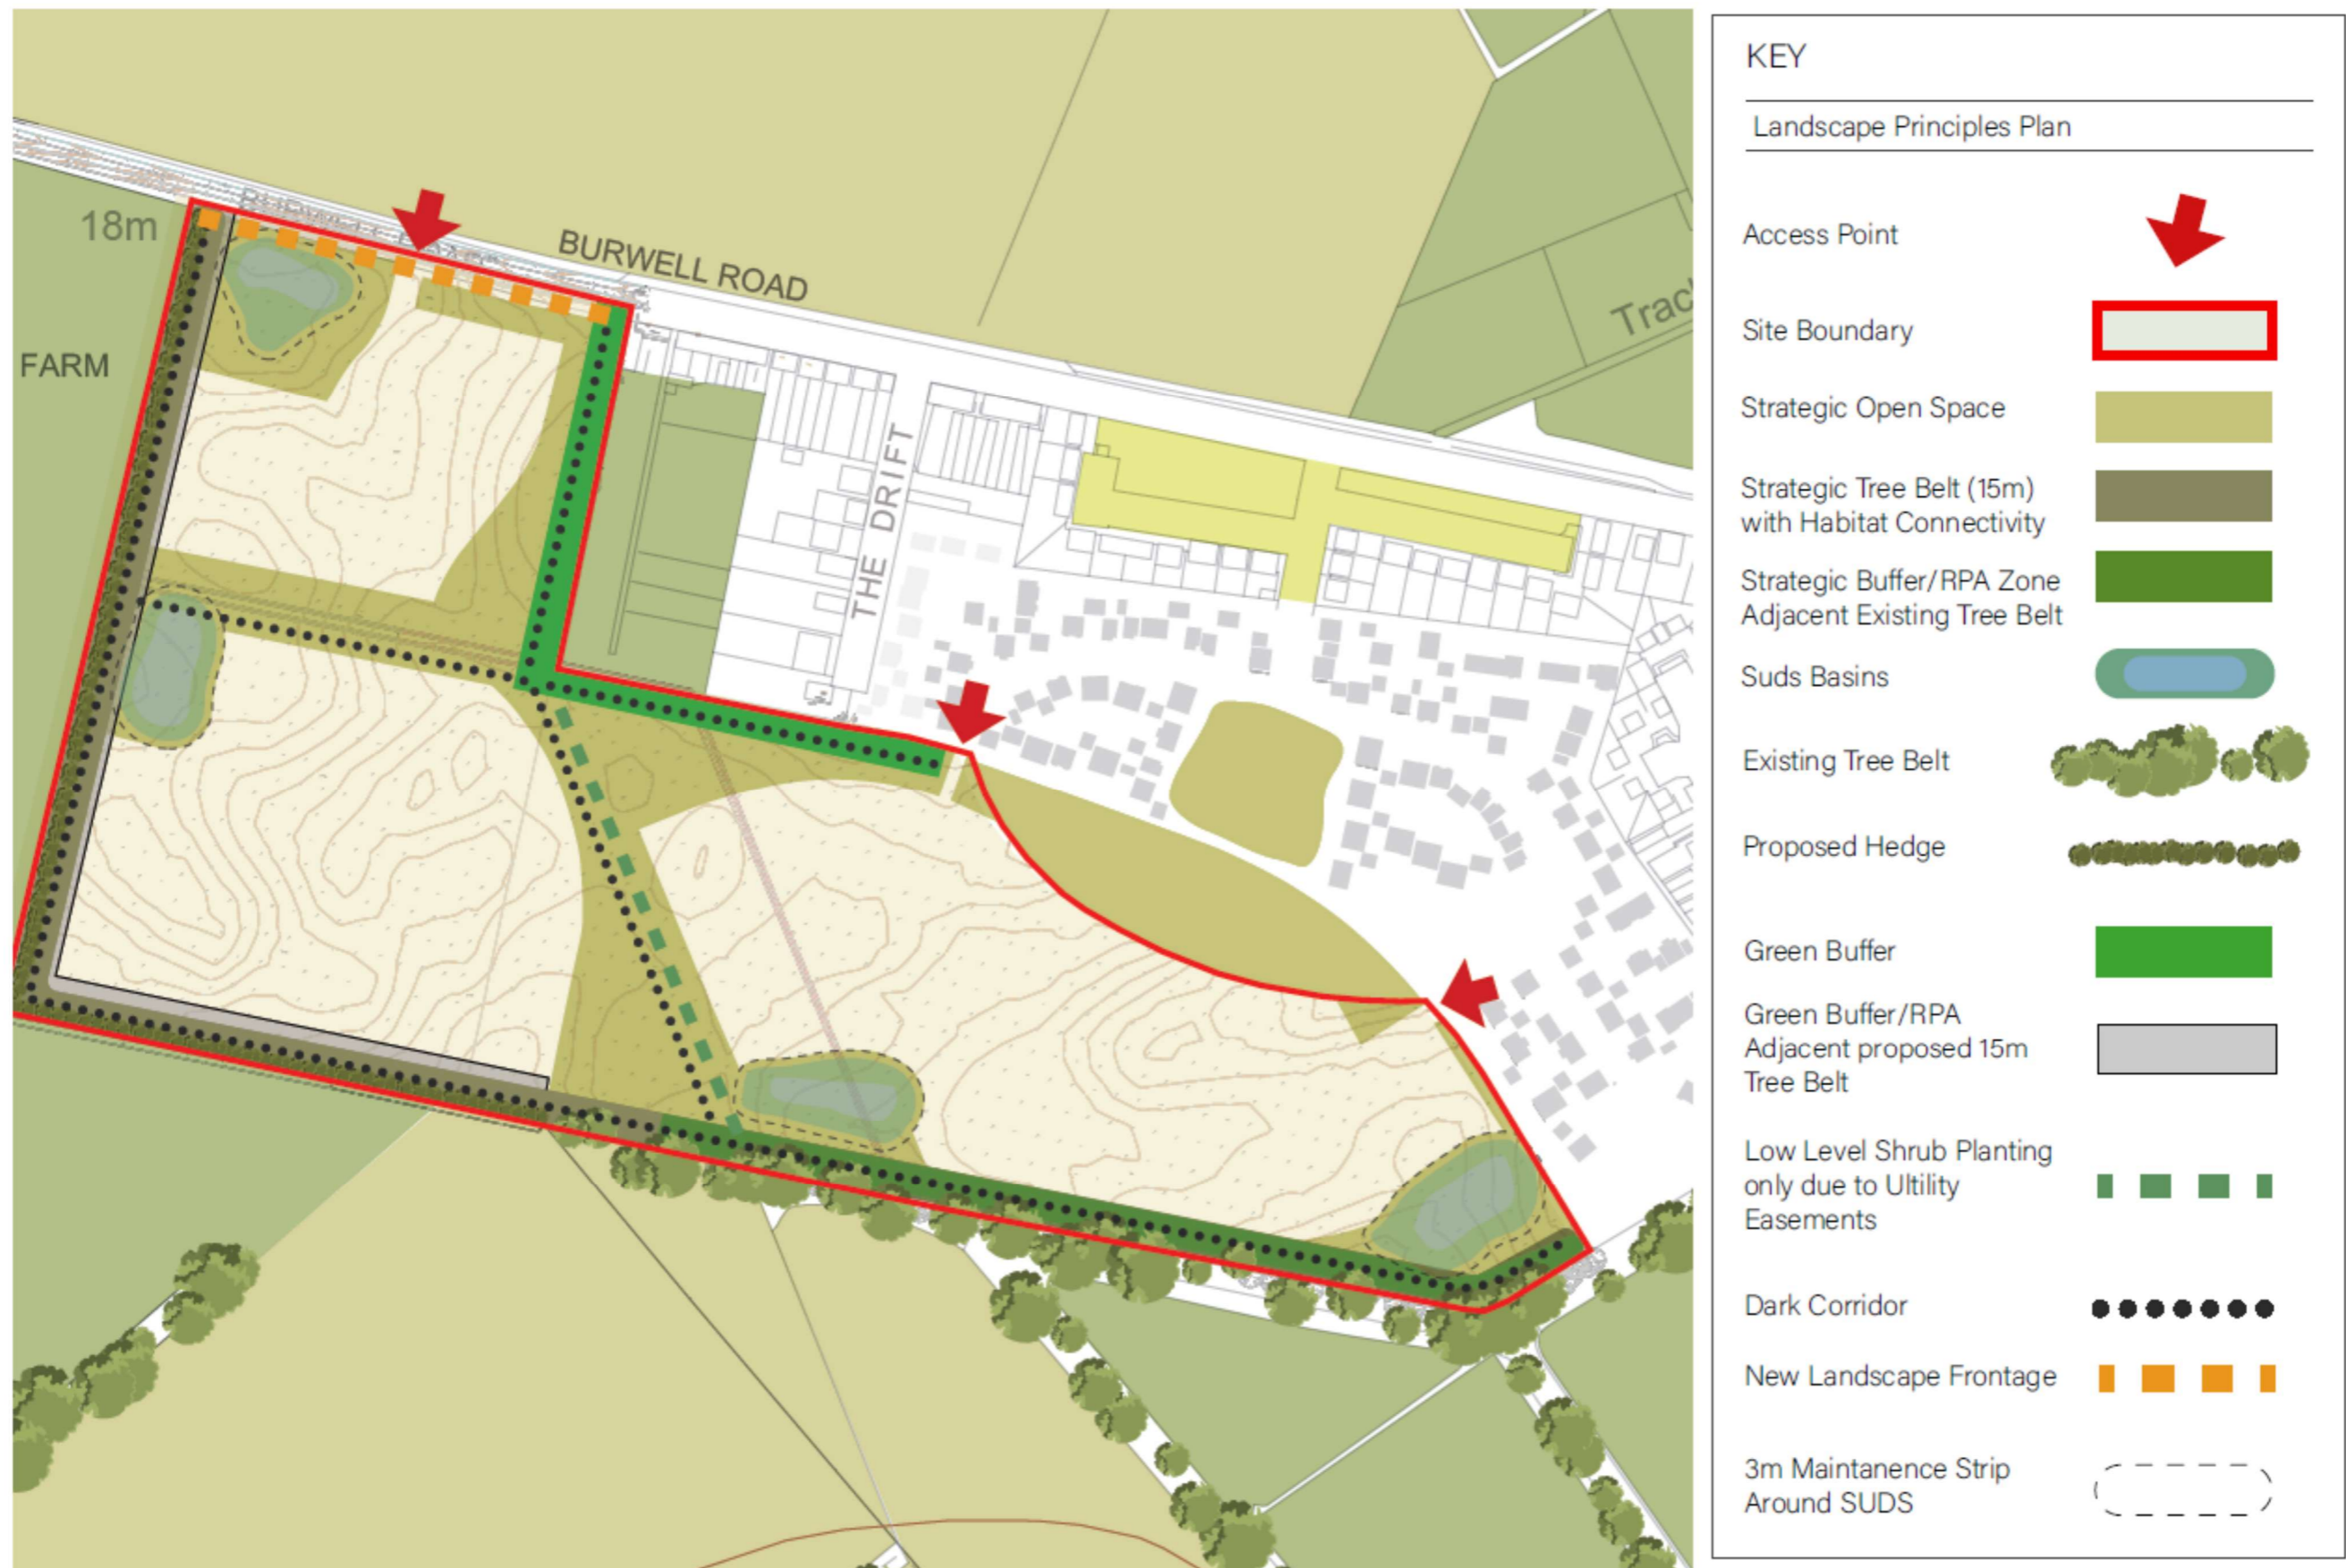 18m
FARM
BURWELL ROAD
BURWELL ROAD
THE DRIFT
Trac
KEY
Landscape Principles Plan
Access Point
Site Boundary
Strategic Open Space
Strategic Tree Belt (15m)
with Habitat Connectivity
Strategic Buffer/RPA Zone
Adjacent Existing Tree Belt
Suds Basins
Existing Tree Belt
Proposed Hedge
Green Buffer
Green Buffer/RPA
Adjacent proposed 15m
Tree Belt
Low Level Shrub Planting
only due to Ultility
Easements
Dark Corridor
New Landscape Frontage
3m Maintanence Strip
Around SUDS